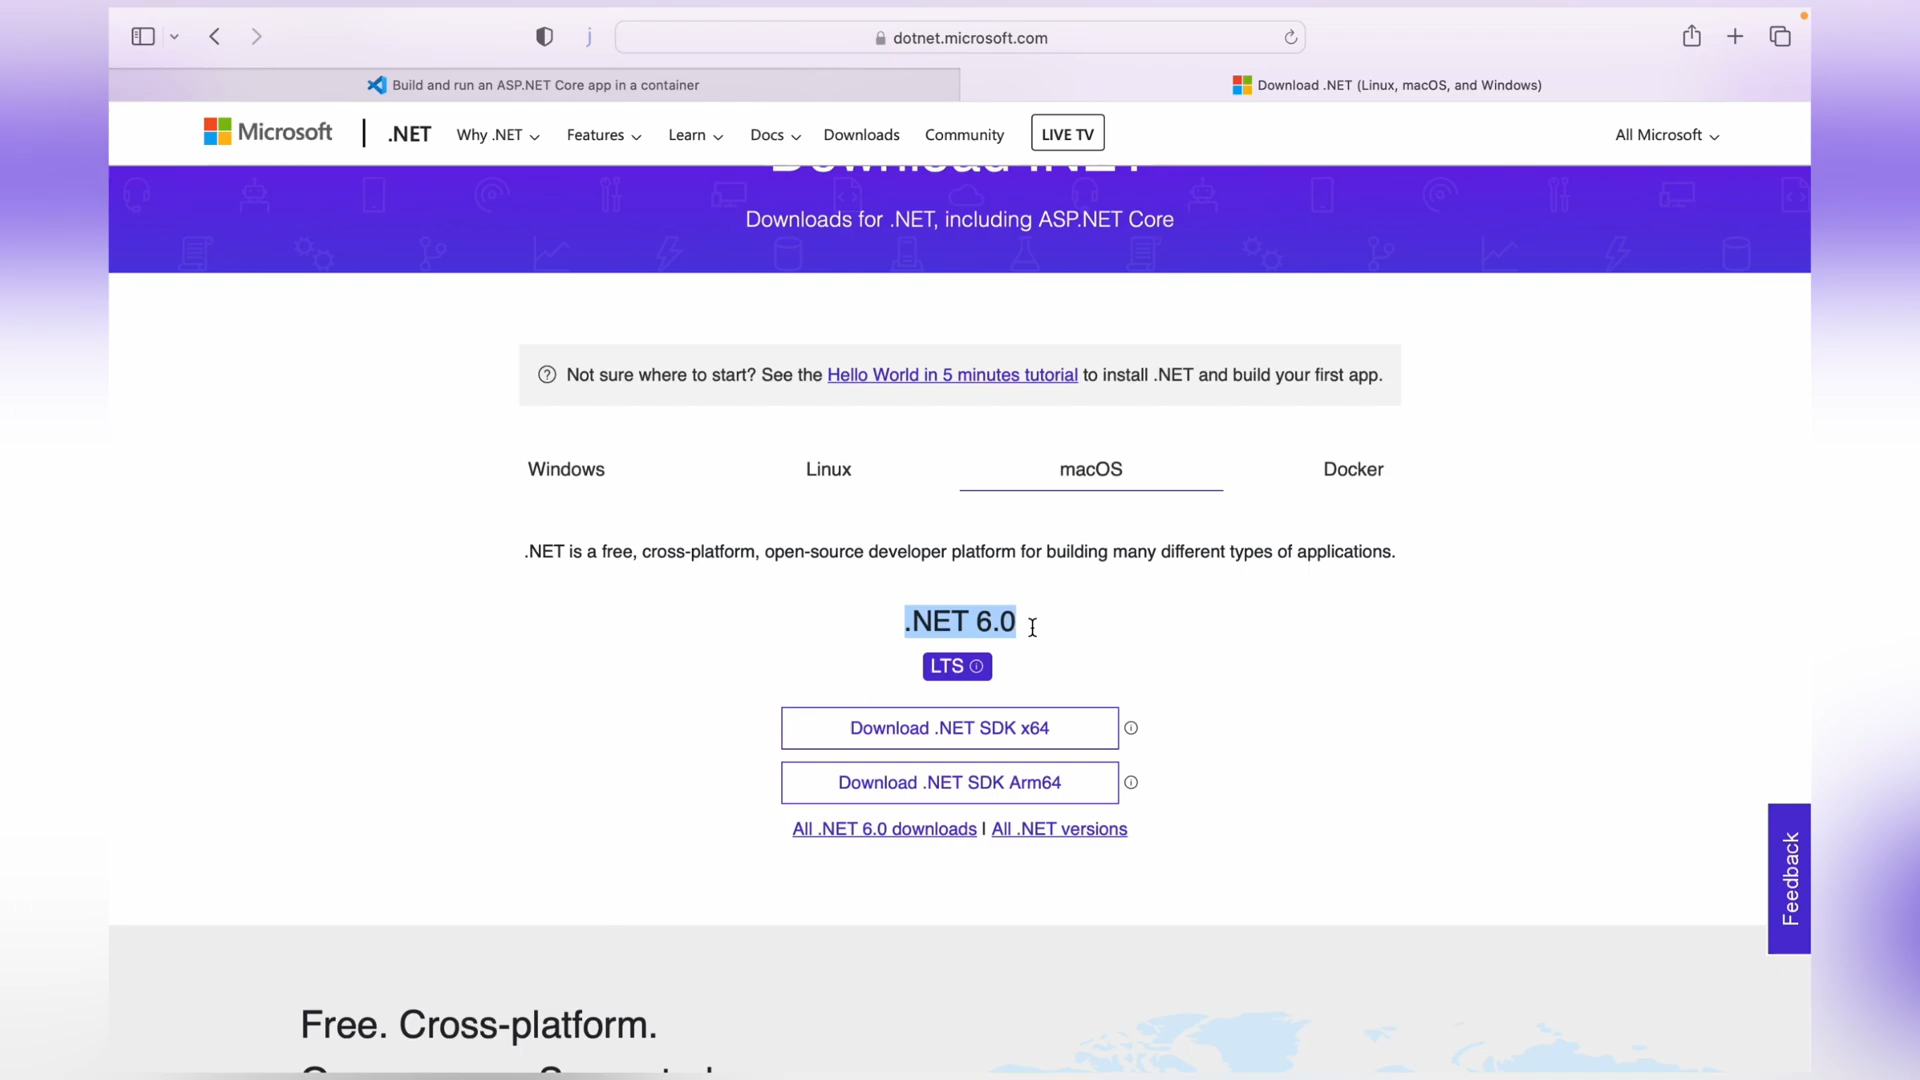 j
dotnet.microsoft.com
Build and run an ASP.NET Core app in a container
Download .NET (Linux, macOS, and Windows)
Microsoft
.NET
Why .NET
Features
Learn
Docs
Downloads
Community
LIVE TV
All Microsoft
Download .NET
Downloads for .NET, including ASP.NET Core
Not sure where to start? See the Hello World in 5 minutes tutorial to install .NET and build your first app.
Windows
Linux
macOS
Docker
.NET is a free, cross-platform, open-source developer platform for building many different types of applications.
.NET 6.0
LTS
Download .NET SDK x64
Download .NET SDK Arm64
All .NET 6.0 downloads | All .NET versions
Feedback
Free. Cross-platform.